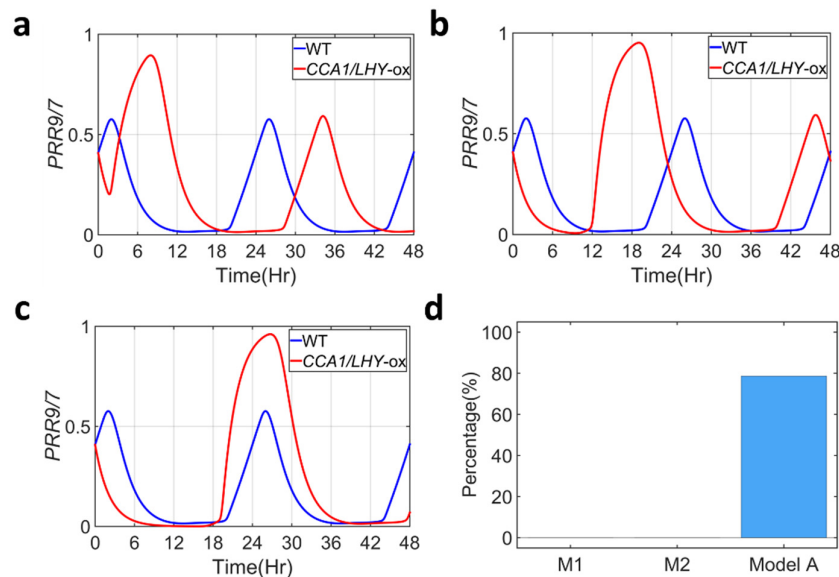 a
1
WT
CCA1/LHY-ox
PRR9/7
0.5
0
0 6 12 18 24 30 36 42 48
Time(Hr)
b
1
WT
CCA1/LHY-ox
PRR9/7
0.5
0
0 6 12 18 24 30 36 42 48
Time(Hr)
c
1
WT
CCA1/LHY-ox
PRR9/7
0.5
0
0 6 12 18 24 30 36 42 48
Time(Hr)
d
100
80
60
40
20
0
Percentage(%)
M1 M2 Model A